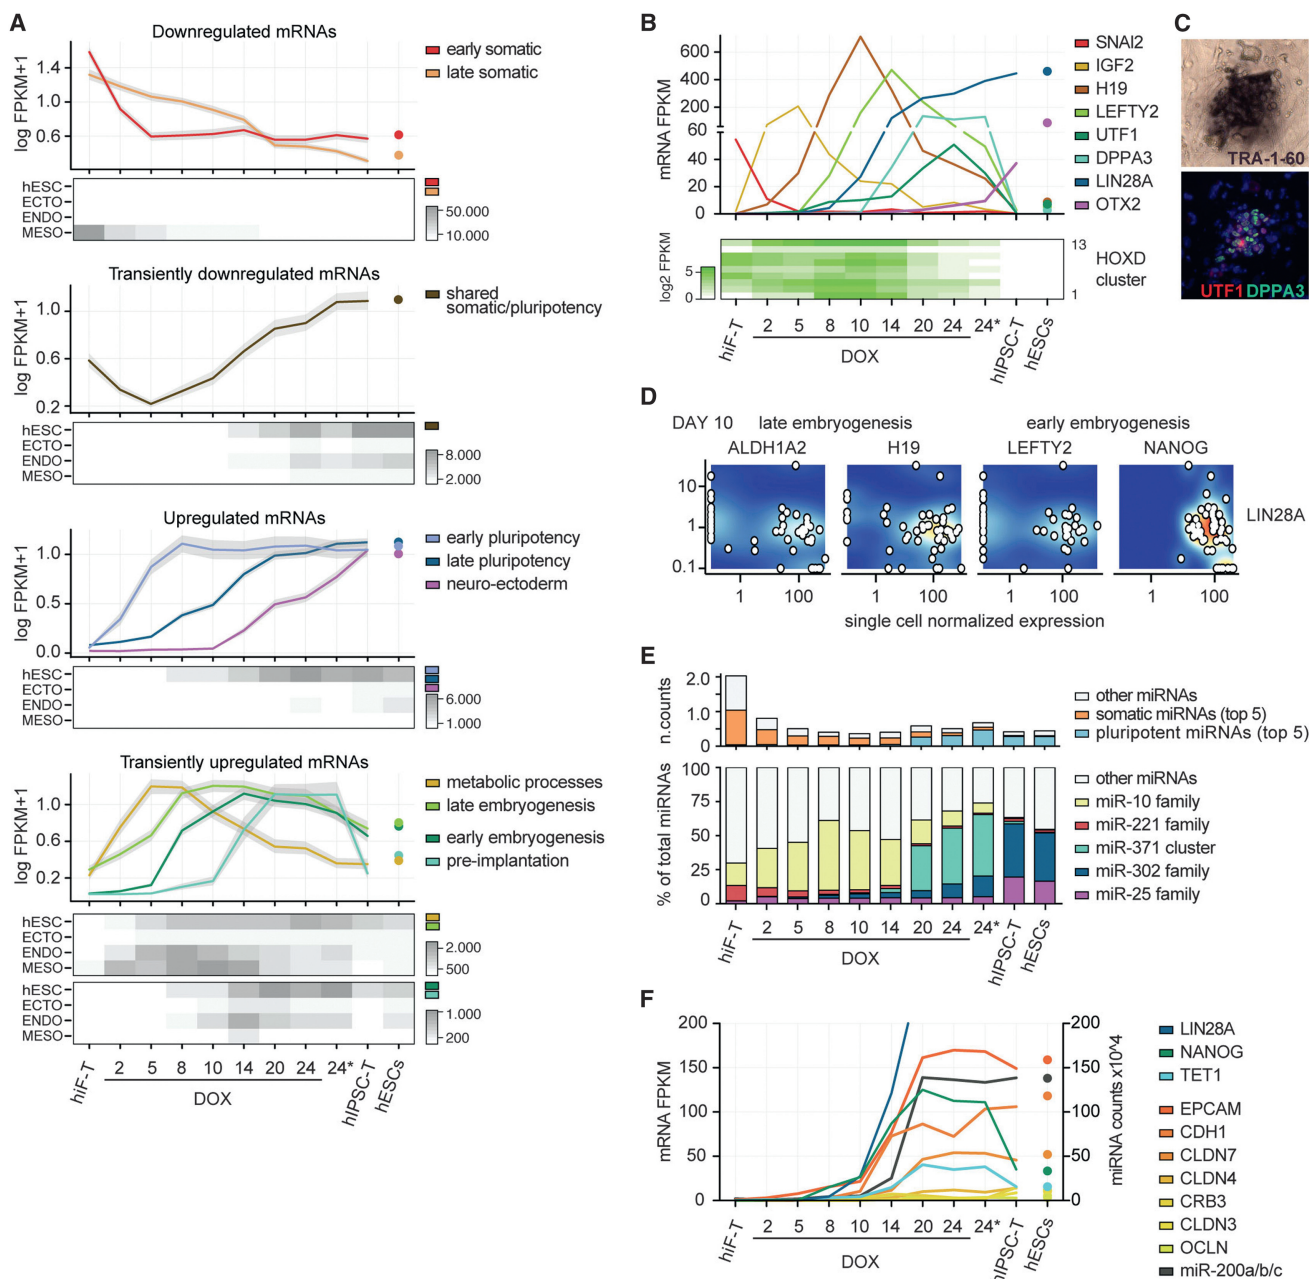 A
Downregulated mRNAs
log FPKM+1
1.4
1.0
0.6
early somatic
late somatic
hESC
ECTO
ENDO
MESO
50.000
10.000
Transiently downregulated mRNAs
log FPKM+1
1.0
0.6
0.2
shared
somatic/pluripotency
hESC
ECTO
ENDO
MESO
8.000
2.000
Upregulated mRNAs
log FPKM+1
1.0
0.5
0.0
early pluripotency
late pluripotency
neuro-ectoderm
hESC
ECTO
ENDO
MESO
6.000
1.000
Transiently upregulated mRNAs
log FPKM+1
1.0
0.6
0.2
metabolic processes
late embryogenesis
early embryogenesis
pre-implantation
hESC
ECTO
ENDO
MESO
2.000
500
hESC
ECTO
ENDO
MESO
1.000
200
hiF-T 2 5 8 10 14 20 24 24* hIPSC-T hESCs
DOX
B
mRNA FPKM
600
400
200
60
40
20
0
SNAI2
IGF2
H19
LEFTY2
UTF1
DPPA3
LIN28A
OTX2
log2 FPKM
5
0
13
1
HOXD
cluster
hiF-T 2 5 8 10 14 20 24 24* hIPSC-T hESCs
DOX
C
TRA-1-60
UTF1 DPPA3
D
DAY 10 late embryogenesis early embryogenesis
ALDH1A2 H19 LEFTY2 NANOG
10
1
0.1
LIN28A
1 100 1 100 1 100 1 100
single cell normalized expression
E
n.counts
2.0
1.0
0
other miRNAs
somatic miRNAs (top 5)
pluripotent miRNAs (top 5)
% of total miRNAs
100
75
50
25
0
other miRNAs
miR-10 family
miR-221 family
miR-371 cluster
miR-302 family
miR-25 family
hiF-T 2 5 8 10 14 20 24 24* hIPSC-T hESCs
DOX
F
mRNA FPKM
200
150
100
50
0
200
150
100
50
0
miRNA counts x10^4
LIN28A
NANOG
TET1
EPCAM
CDH1
CLDN7
CLDN4
CRB3
CLDN3
OCLN
miR-200a/b/c
hiF-T 2 5 8 10 14 20 24 24* hIPSC-T hESCs
DOX